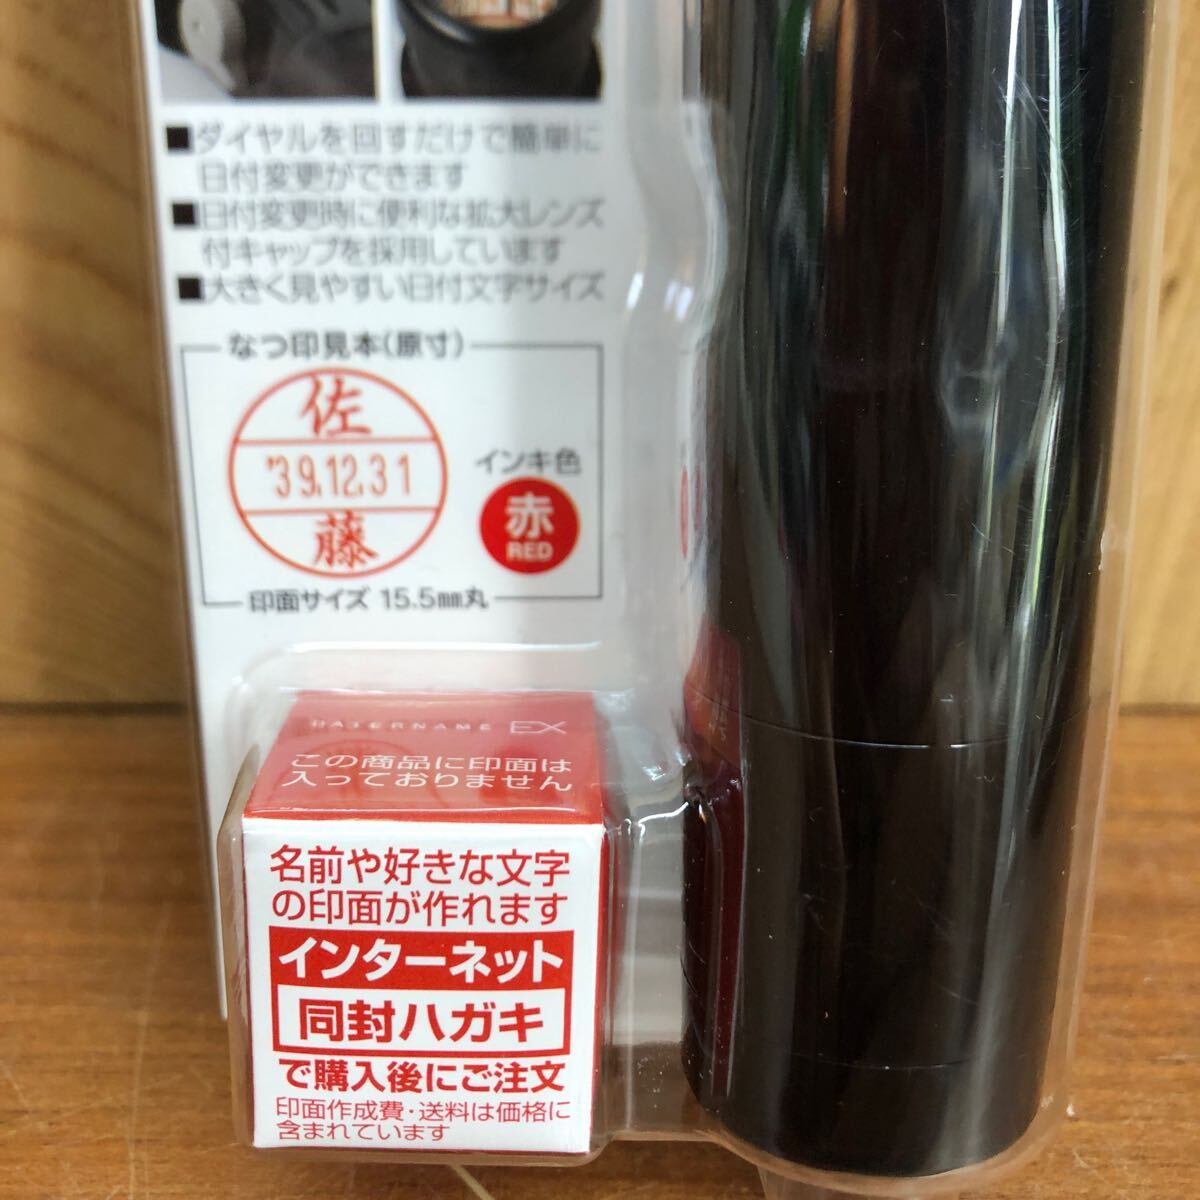 ■ダイヤルを回すだけで簡単に
日付変更ができます
■日付変更時に便利な拡大レンズ
付キャップを採用しています
■大きく見やすい日付文字サイズ
なつ印見本(原寸)
佐
'39.12.31
藤
インキ色
赤
RED
印面サイズ 15.5㎜丸
DATERNAME EX
この商品に印面は
入っておりません
名前や好きな文字
の印面が作れます
インターネット
同封ハガキ
で購入後にご注文
印面作成費・送料は価格に
含まれています